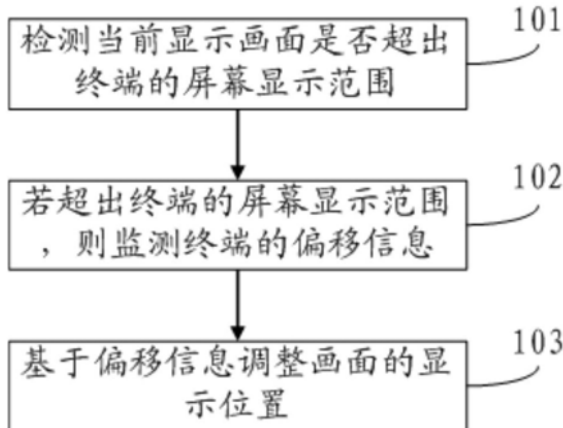 101
检测当前显示画面是否超出
终端的屏幕显示范围
102
若超出终端的屏幕显示范围
，则监测终端的偏移信息
103
基于偏移信息调整画面的显
示位置